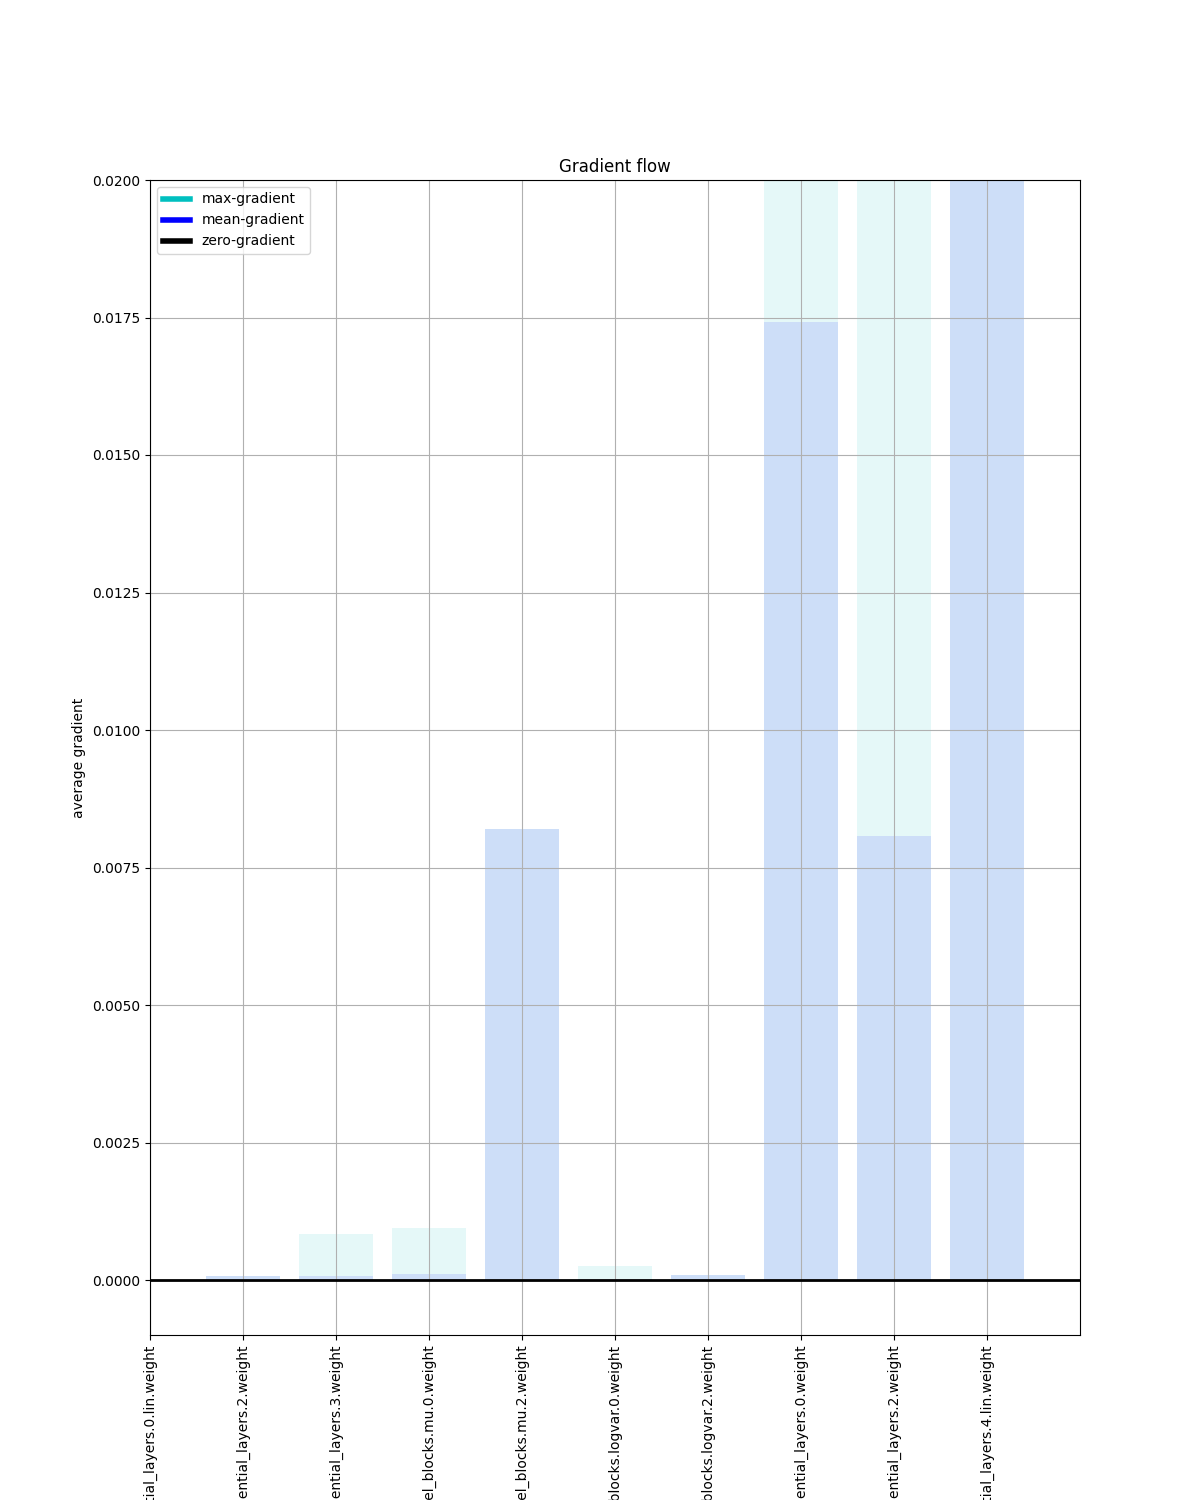 Gradient flow
max-gradient
mean-gradient
zero-gradient
0.0200
0.0175
0.0150
0.0125
0.0100
0.0075
0.0050
0.0025
0.0000
average gradient
tial_layers.0.lin.weight
ential_layers.2.weight
ential_layers.3.weight
el_blocks.mu.0.weight
el_blocks.mu.2.weight
blocks.logvar.0.weight
blocks.logvar.2.weight
ential_layers.0.weight
ential_layers.2.weight
tial_layers.4.lin.weight